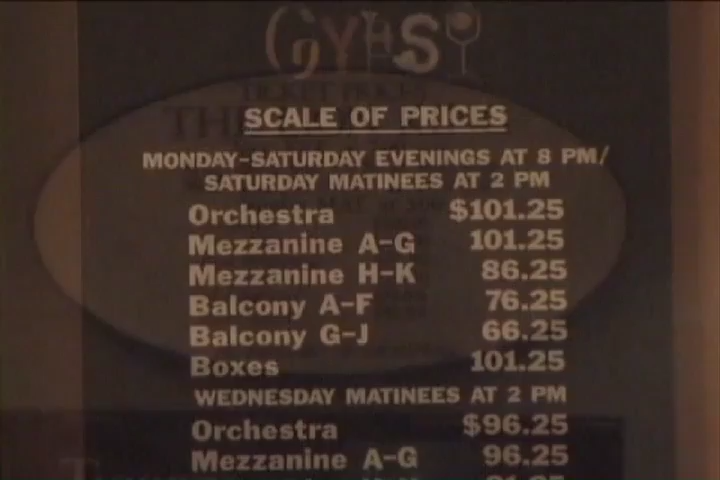 GYPSY
SCALE OF PRICES
MONDAY-SATURDAY EVENINGS AT 8 PM/
SATURDAY MATINEES AT 2 PM
Orchestra $101.25
Mezzanine A-G 101.25
Mezzanine H-K 86.25
Balcony A-F 76.25
Balcony G-J 66.25
Boxes 101.25
WEDNESDAY MATINEES AT 2 PM
Orchestra $96.25
Mezzanine A-G 96.25